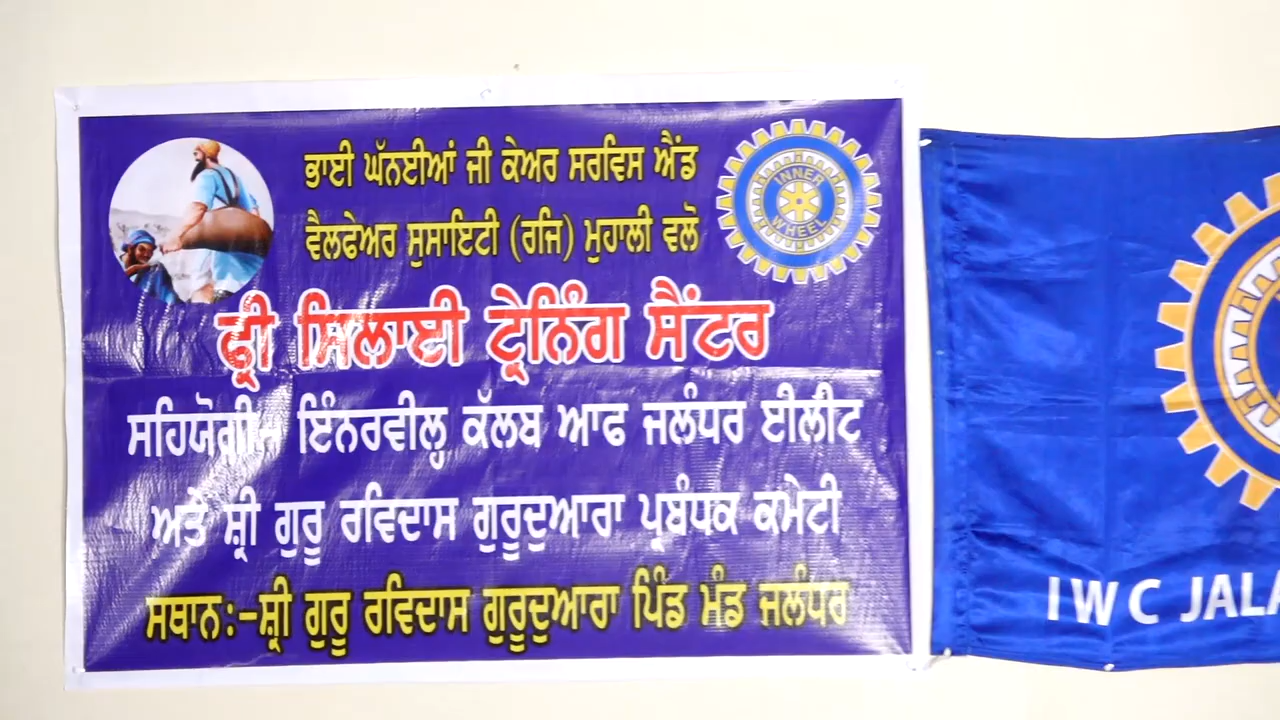 ਭਾਈ ਘੱਨਈਆਂ ਜੀ ਕੇਅਰ ਸਰਵਿਸ ਐਂਡ
ਵੈਲਫੇਅਰ ਸੁਸਾਇਟੀ (ਰਜਿ) ਮੁਹਾਲੀ ਵਲੋ
INNER
WHEEL
ਫ੍ਰੀ ਸਿਲਾਈ ਟ੍ਰੇਨਿੰਗ ਸੈਂਟਰ
ਇੰਨਰਵੀਲ੍ਹ ਕੱਲਬ ਆਫ ਜਲੰਧਰ ਈਲੀਟ
ਅਤੇ ਸ਼੍ਰੀ ਗੁਰੂ ਰਵਿਦਾਸ ਗੁਰੂਦੁਆਰਾ ਪ੍ਰਬੰਧਕ ਕਮੇਟੀ
ਸਥਾਨ:-ਸ਼੍ਰੀ ਗੁਰੂ ਰਵਿਦਾਸ ਗੁਰੂਦੁਆਰਾ ਪਿੰਡ ਮੰਡ ਜਲੰਧਰ
IWC JALA